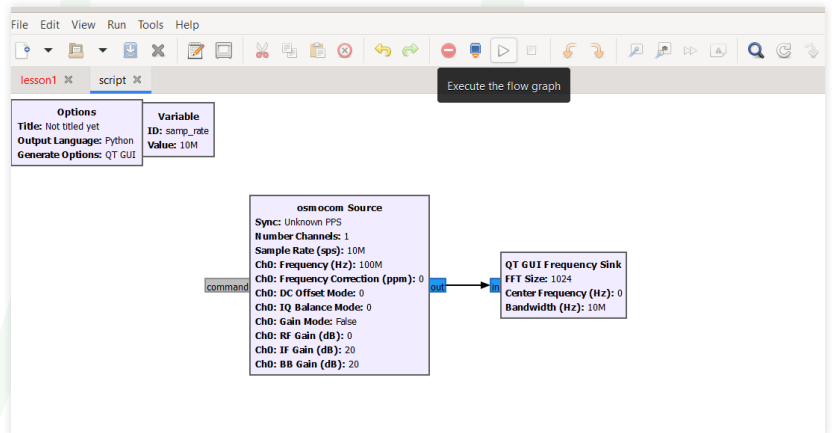 File Edit View Run Tools Help
lesson1 script
Execute the flow graph
Options
Title: Not titled yet
Output Language: Python
Generate Options: QT GUI
Variable
ID: samp_rate
Value: 10M
osmocom Source
Sync: Unknown PPS
Number Channels: 1
Sample Rate (sps): 10M
Ch0: Frequency (Hz): 100M
Ch0: Frequency Correction (ppm): 0
Ch0: DC Offset Mode: 0
Ch0: IQ Balance Mode: 0
Ch0: Gain Mode: False
Ch0: RF Gain (dB): 0
Ch0: IF Gain (dB): 20
Ch0: BB Gain (dB): 20
command
out
in
QT GUI Frequency Sink
FFT Size: 1024
Center Frequency (Hz): 0
Bandwidth (Hz): 10M